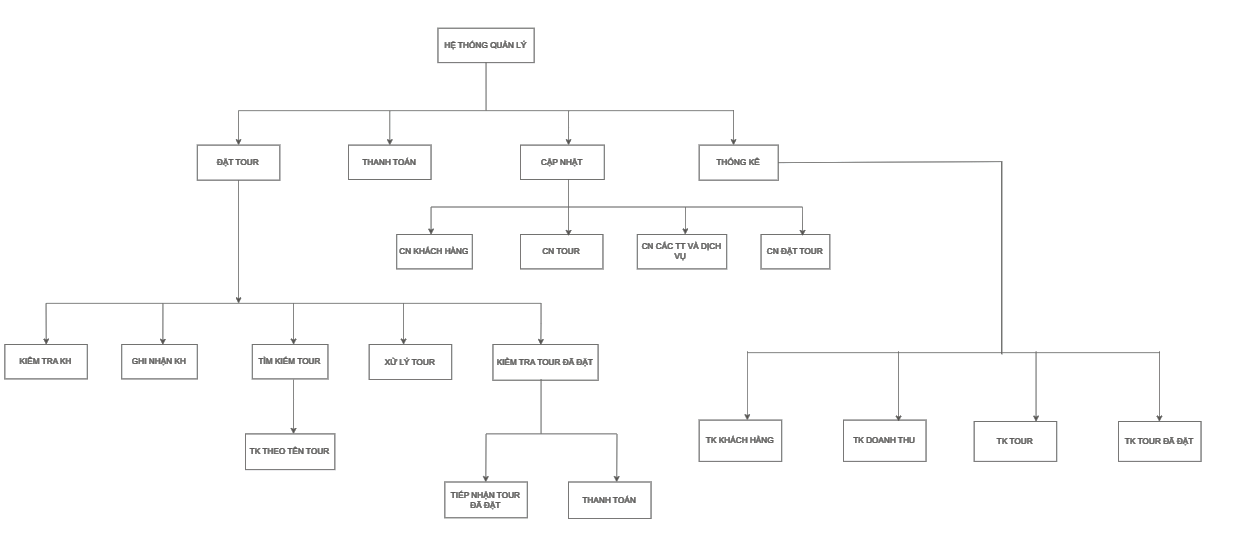 HỆ THỐNG QUẢN LÝ
ĐẶT TOUR
THANH TOÁN
CẬP NHẬT
THỐNG KÊ
CN KHÁCH HÀNG
CN TOUR
CN CÁC TT VÀ DỊCH
VỤ
CN ĐẶT TOUR
KIỂM TRA KH
GHI NHẬN KH
TÌM KIẾM TOUR
XỬ LÝ TOUR
KIỂM TRA TOUR ĐÃ ĐẶT
TK THEO TÊN TOUR
TK KHÁCH HÀNG
TK DOANH THU
TK TOUR
TK TOUR ĐÃ ĐẶT
TIẾP NHẬN TOUR
ĐÃ ĐẶT
THANH TOÁN